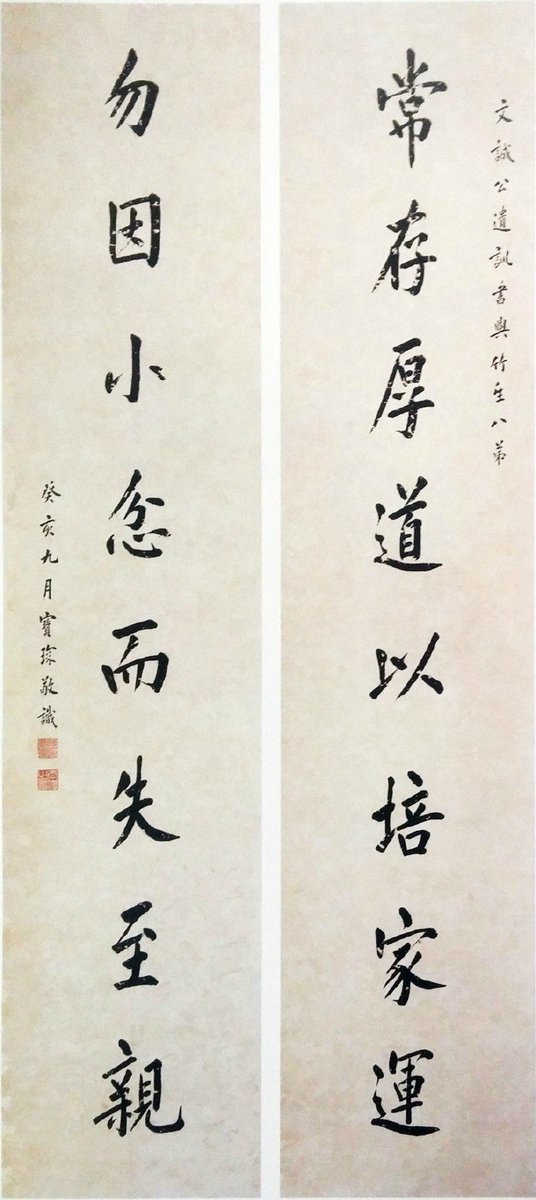 文誠公遺訓書與竹生八弟
常存厚道以培家運
勿因小忿而失至親
癸亥九月寶琛敬識